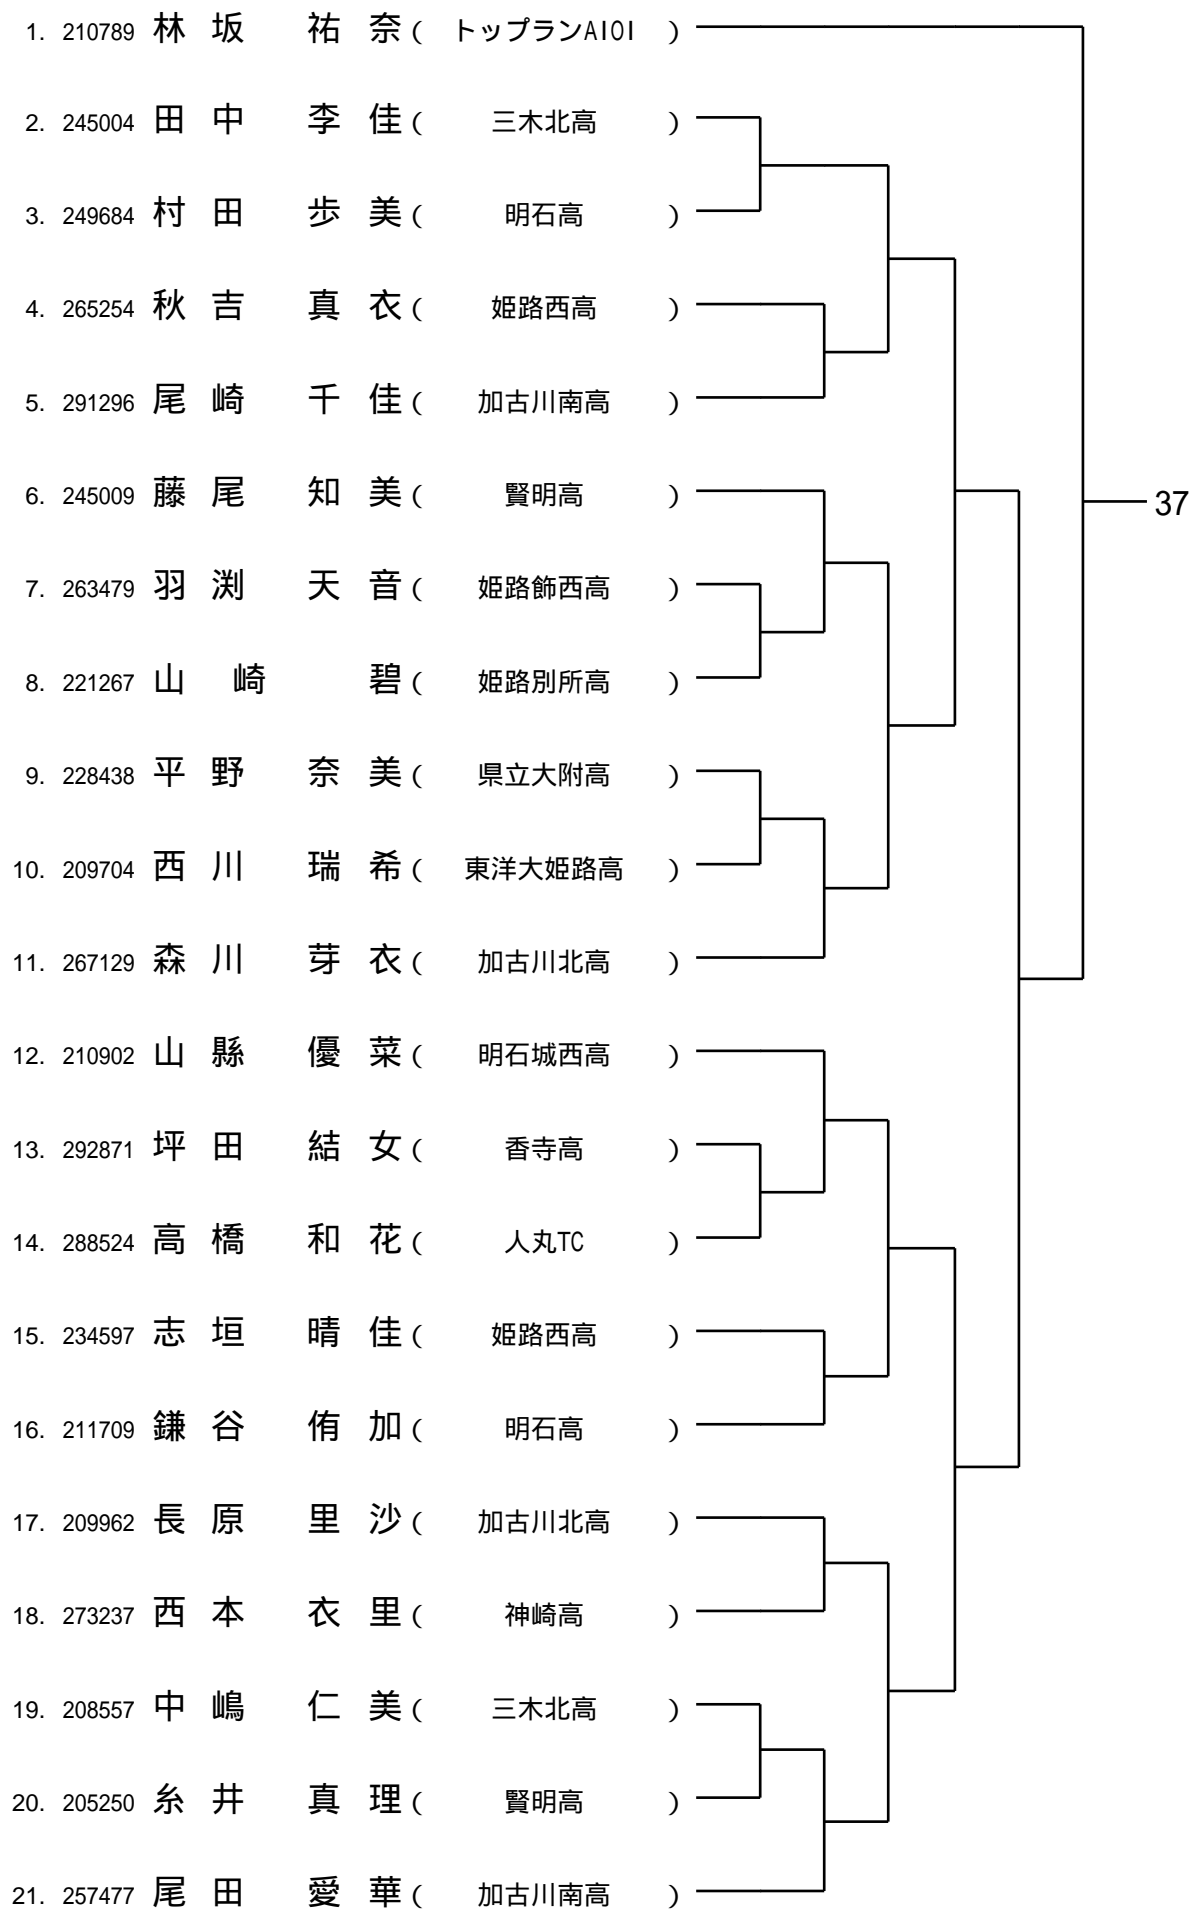 1. 210789 林 坂 祐 奈 ( トップランAIOI )
2. 245004 田 中 李 佳 ( 三木北高 )
3. 249684 村 田 歩 美 ( 明石高 )
4. 265254 秋 吉 真 衣 ( 姫路西高 )
5. 291296 尾 崎 千 佳 ( 加古川南高 )
6. 245009 藤 尾 知 美 ( 賢明高 )
37
7. 263479 羽 渕 天 音 ( 姫路飾西高 )
8. 221267 山 崎 碧 ( 姫路別所高 )
9. 228438 平 野 奈 美 ( 県立大附高 )
10. 209704 西 川 瑞 希 ( 東洋大姫路高 )
11. 267129 森 川 芽 衣 ( 加古川北高 )
12. 210902 山 縣 優 菜 ( 明石城西高 )
13. 292871 坪 田 結 女 ( 香寺高 )
14. 288524 高 橋 和 花 ( 人丸TC )
15. 234597 志 垣 晴 佳 ( 姫路西高 )
16. 211709 鎌 谷 侑 加 ( 明石高 )
17. 209962 長 原 里 沙 ( 加古川北高 )
18. 273237 西 本 衣 里 ( 神崎高 )
19. 208557 中 嶋 仁 美 ( 三木北高 )
20. 205250 糸 井 真 理 ( 賢明高 )
21. 257477 尾 田 愛 華 ( 加古川南高 )